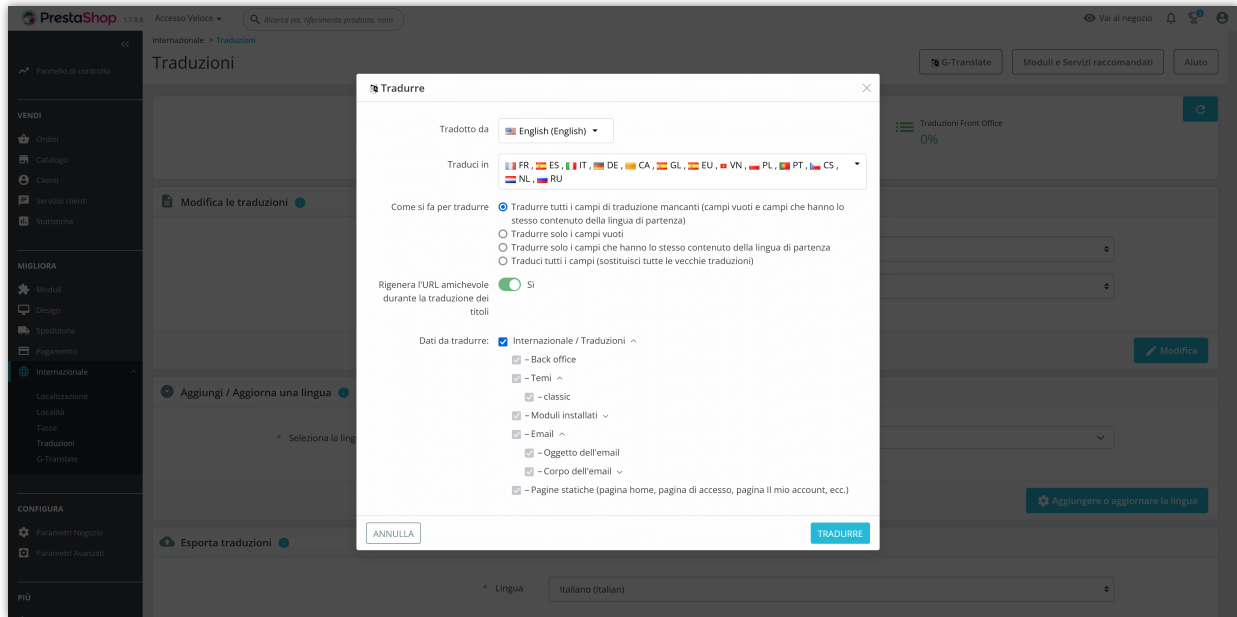 PrestaShop 1.7.8.8 Accesso Veloce Ricerca (es. riferimento prodotto, nom Vai al negozio
Internazionale > Traduzioni
Traduzioni
G-Translate
Moduli e Servizi raccomandati
Aiuto
Pannello di controllo
VENDI
Ordini
Catalogo
Clienti
Servizio clienti
Statistiche
MIGLIORA
Moduli
Design
Spedizione
Pagamento
Internazionale
Localizzazione
Località
Tasse
Traduzioni
G-Translate
CONFIGURA
Parametri Negozio
Parametri Avanzati
PIÙ
Traduzioni Front Office
0%
Modifica le traduzioni
Modifica
Aggiungi / Aggiorna una lingua
* Seleziona la ling
Aggiungere o aggiornare la lingua
Esporta traduzioni
* Lingua Italiano (Italian)
Tradurre
Tradotto da English (English)
Traduci in FR , ES , IT , DE , CA , GL , EU , VN , PL , PT , CS ,
NL , RU
Come si fa per tradurre Tradurre tutti i campi di traduzione mancanti (campi vuoti e campi che hanno lo
stesso contenuto della lingua di partenza)
Tradurre solo i campi vuoti
Tradurre solo i campi che hanno lo stesso contenuto della lingua di partenza
Traduci tutti i campi (sostituisci tutte le vecchie traduzioni)
Rigenera l'URL amichevole Sì
durante la traduzione dei
titoli
Dati da tradurre: Internazionale / Traduzioni
– Back office
– Temi
– classic
– Moduli installati
– Email
– Oggetto dell'email
– Corpo dell'email
– Pagine statiche (pagina home, pagina di accesso, pagina Il mio account, ecc.)
ANNULLA
TRADURRE